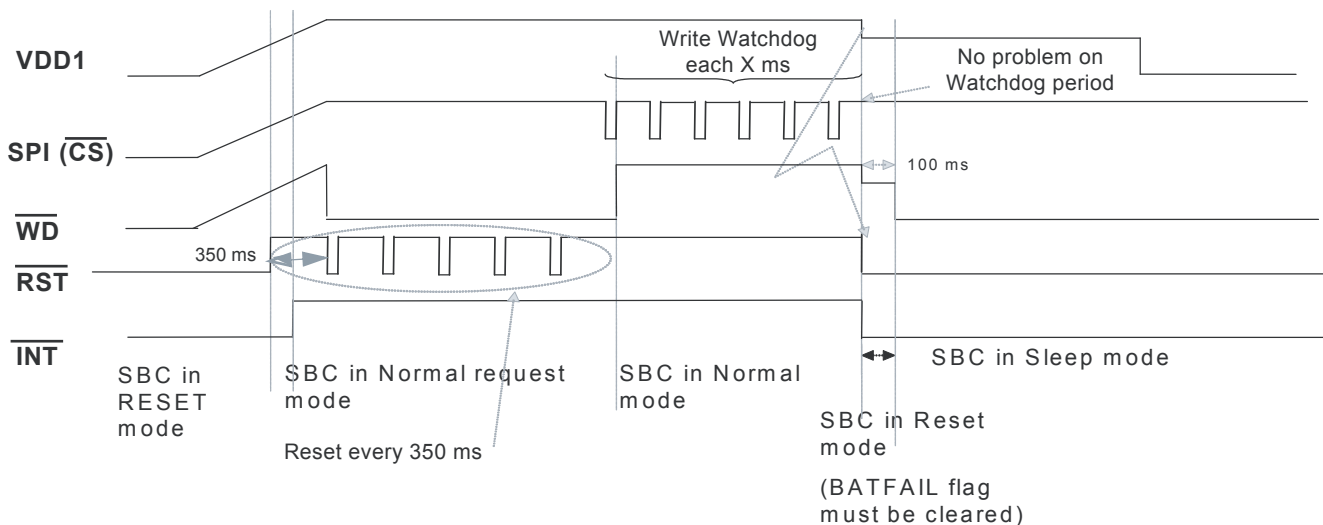 VDD1
Write Watchdog
each X ms
No problem on
Watchdog period
SPI (CS)
100 ms
WD
350 ms
RST
INT
SBC in
RESET
mode
SBC in Normal request
mode
SBC in Normal
mode
SBC in Sleep mode
SBC in Reset
mode
Reset every 350 ms
(BATFAIL flag
must be cleared)